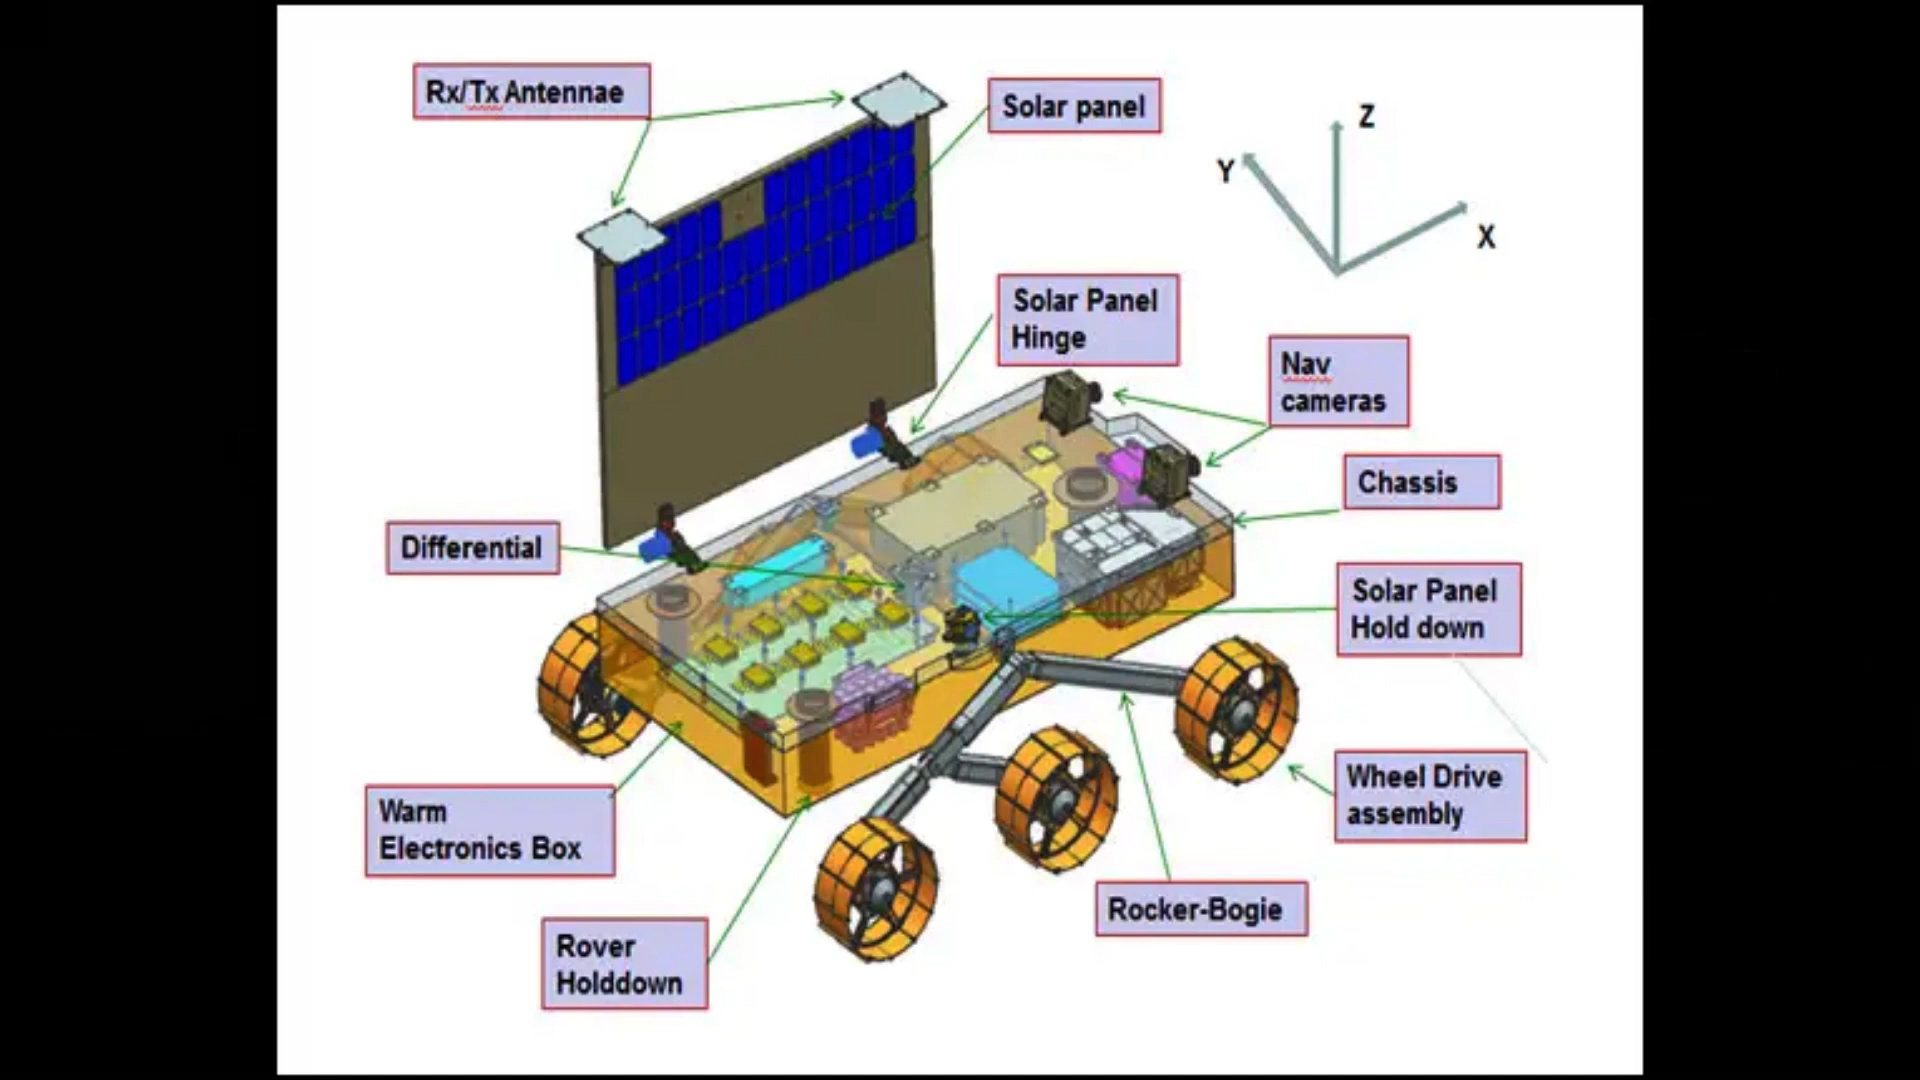 Rx/Tx Antennae
Solar panel
Z
Y
X
Solar Panel
Hinge
Nav
cameras
Chassis
Differential
Solar Panel
Hold down
Wheel Drive
assembly
Warm
Electronics Box
Rocker-Bogie
Rover
Holddown